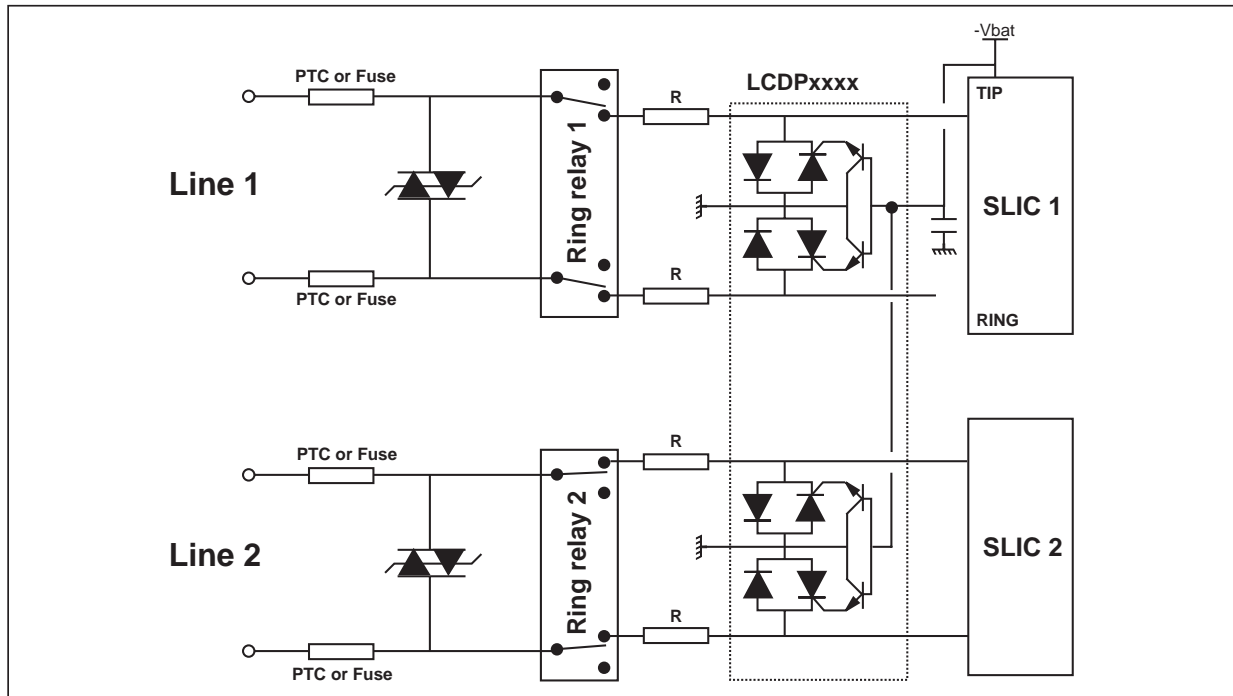 -Vbat
PTC or Fuse
LCDPxxxx
TIP
R
Ring relay 1
Line 1
SLIC 1
R
PTC or Fuse
RING
PTC or Fuse
R
Ring relay 2
Line 2
SLIC 2
R
PTC or Fuse